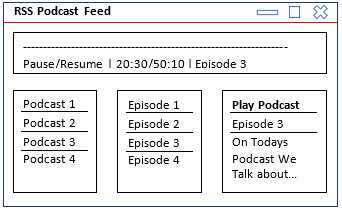 RSS Podcast Feed
Pause/Resume | 20:30/50:10 | Episode 3
Podcast 1
Podcast 2
Podcast 3
Podcast 4
Episode 1
Episode 2
Episode 3
Episode 4
Play Podcast
Episode 3
On Todays
Podcast We
Talk about...